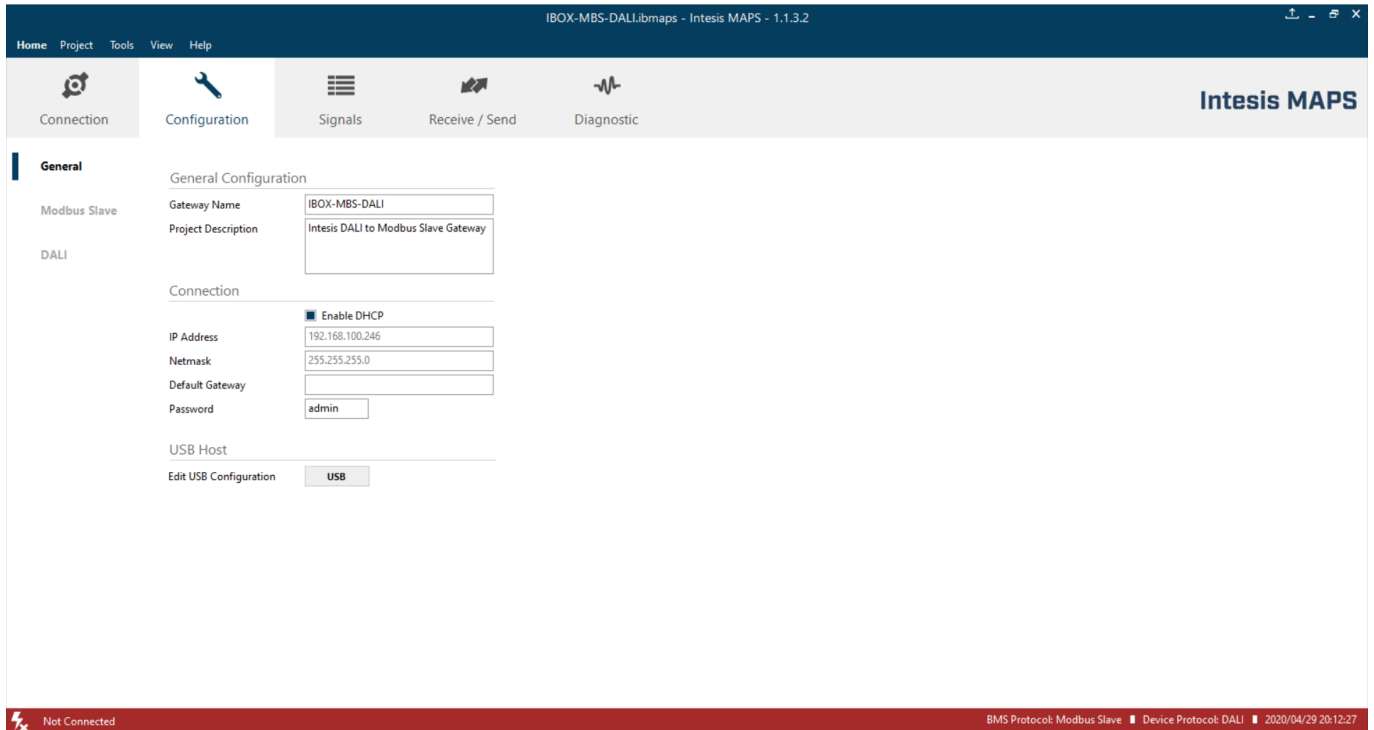 IBOX-MBS-DALI.ibmaps - Intesis MAPS - 1.1.3.2
Home Project Tools View Help
Connection Configuration Signals Receive / Send Diagnostic
Intesis MAPS
General
Modbus Slave
DALI
General Configuration
Gateway Name IBOX-MBS-DALI
Project Description Intesis DALI to Modbus Slave Gateway
Connection
Enable DHCP
IP Address 192.168.100.246
Netmask 255.255.255.0
Default Gateway
Password admin
USB Host
Edit USB Configuration USB
Not Connected BMS Protocol: Modbus Slave Device Protocol: DALI 2020/04/29 20:12:27